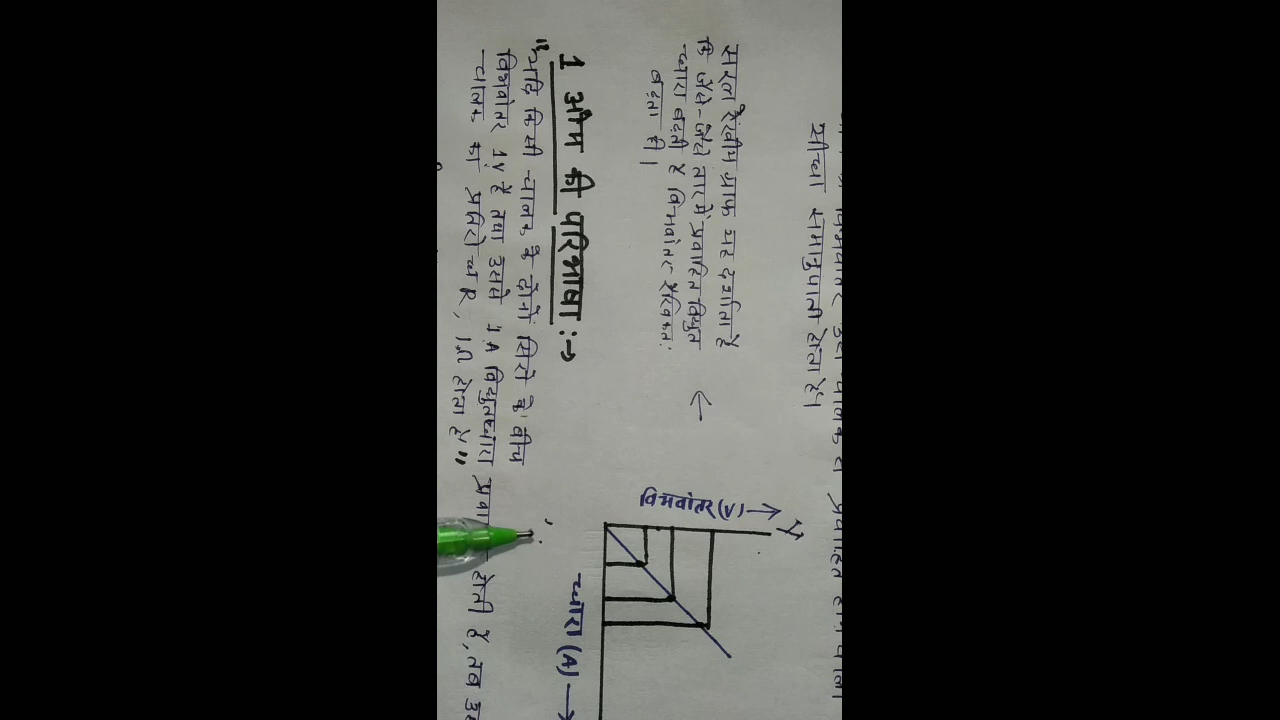 सीधा समानुपाती होता है।
सरल रेखीय ग्राफ यह दर्शाता है
कि जैसे-जैसे तार में प्रवाहित विद्युत
धारा बढ़ती है विभवांतर रैखिकतः
बढ़ता है।
←
विभवांतर (V) → Y
धारा (A) →
1 ओम की परिभाषा :→
"यदि किसी चालक के दोनों सिरो के बीच
विभवांतर 1V है तथा उससे 1A विद्युतधारा होती है, तब
चालक का प्रतिरोध R, 1Ω होता है"